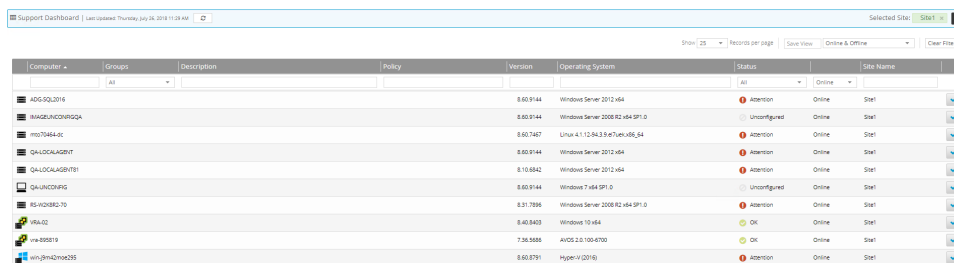 Support Dashboard | Last Updated: Thursday, July 26, 2018 11:29 AM Selected Site: Site1 ×
Show 25 Records per page Save View Online & Offline Clear Filte
Computer Groups Description Policy Version Operating System Status Site Name
All All Online
ADG-SQL2016 8.60.9144 Windows Server 2012 x64 Attention Online Site1
IMAGEUNCONFIGQA 8.60.9144 Windows Server 2008 R2 x64 SP1.0 Unconfigured Online Site1
mto70464-dc 8.60.7467 Linux 4.1.12-94.3.9.el7uek.x86_64 Attention Online Site1
QA-LOCALAGENT 8.60.9144 Windows Server 2012 x64 Attention Online Site1
QA-LOCALAGENT81 8.10.6842 Windows Server 2012 x64 Attention Online Site1
QA-UNCONFIG 8.60.9144 Windows 7 x64 SP1.0 Unconfigured Online Site1
RS-W2K8R2-70 8.31.7896 Windows Server 2008 R2 x64 SP1.0 Attention Online Site1
VRA-02 8.40.8403 Windows 10 x64 OK Online Site1
vra-895819 7.36.5686 AVOS 2.0.100-6700 OK Online Site1
win-j9m42moe295 8.60.8791 Hyper-V (2016) Attention Online Site1